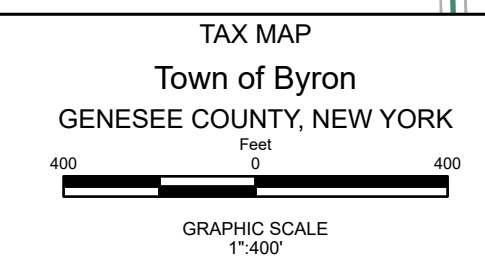 TAX MAP
Town of Byron
GENESEE COUNTY, NEW YORK
Feet
400 0 400
GRAPHIC SCALE
1":400'